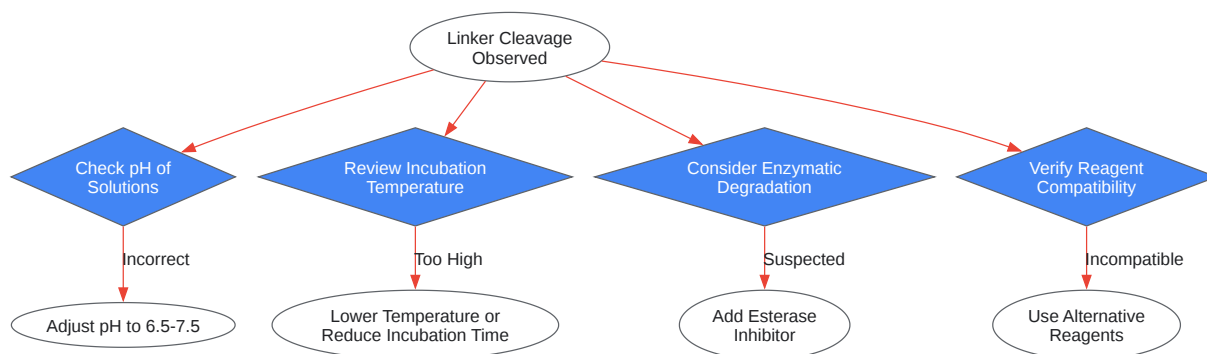 Linker Cleavage
Observed
Check pH of
Solutions
Review Incubation
Temperature
Consider Enzymatic
Degradation
Verify Reagent
Compatibility
Incorrect
Too High
Suspected
Incompatible
Adjust pH to 6.5-7.5
Lower Temperature or
Reduce Incubation Time
Add Esterase
Inhibitor
Use Alternative
Reagents